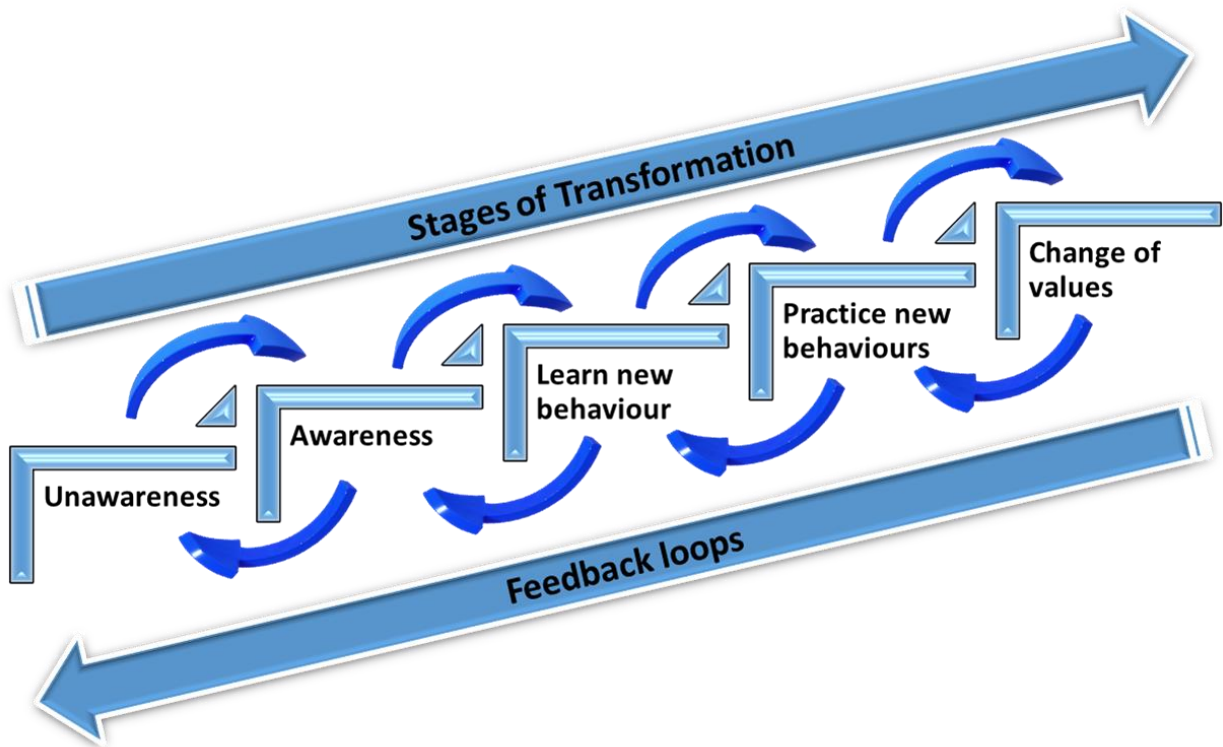 Stages of Transformation
Unawareness
Awareness
Learn new
behaviour
Practice new
behaviours
Change of
values
Feedback loops